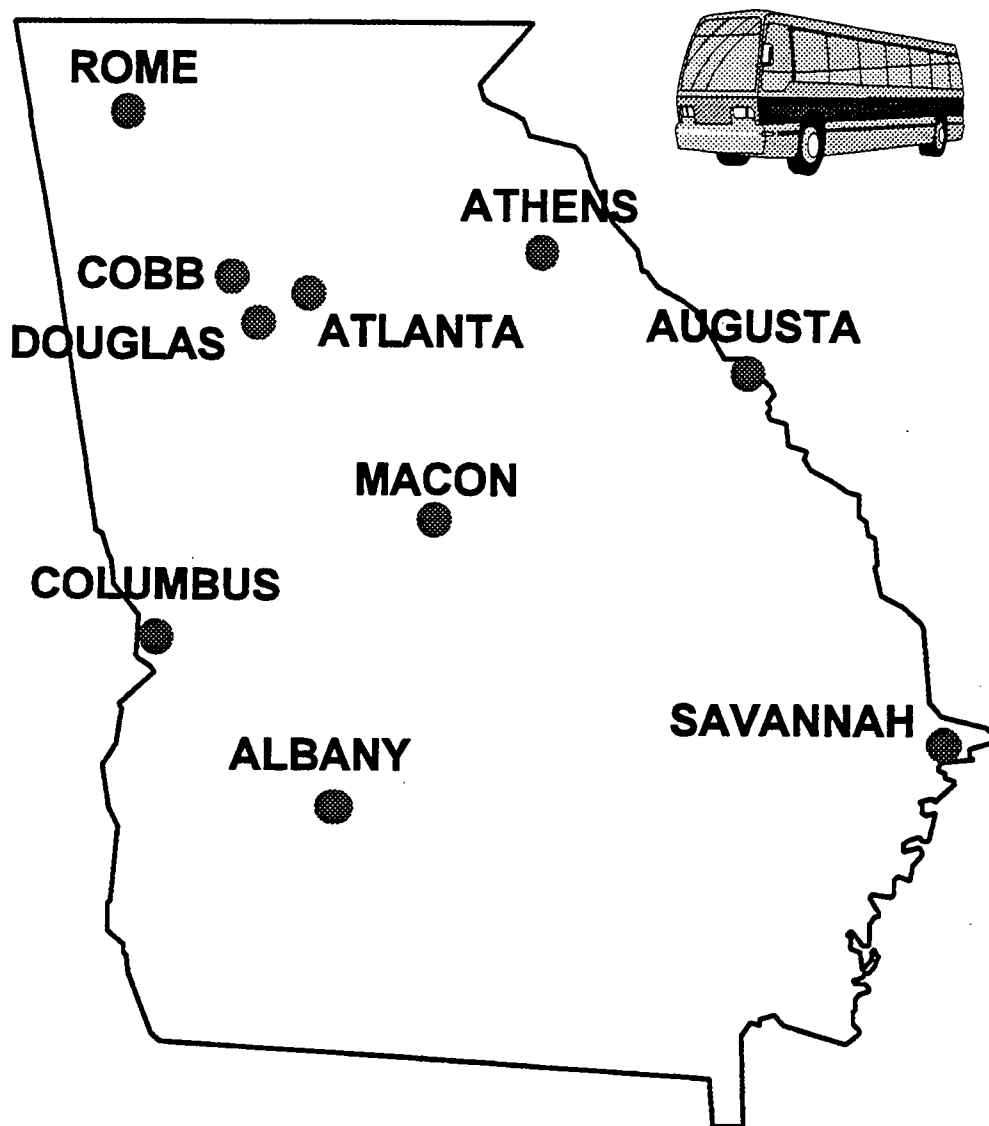 ROME
ATHENS
COBB
DOUGLAS
ATLANTA
AUGUSTA
MACON
COLUMBUS
SAVANNAH
ALBANY